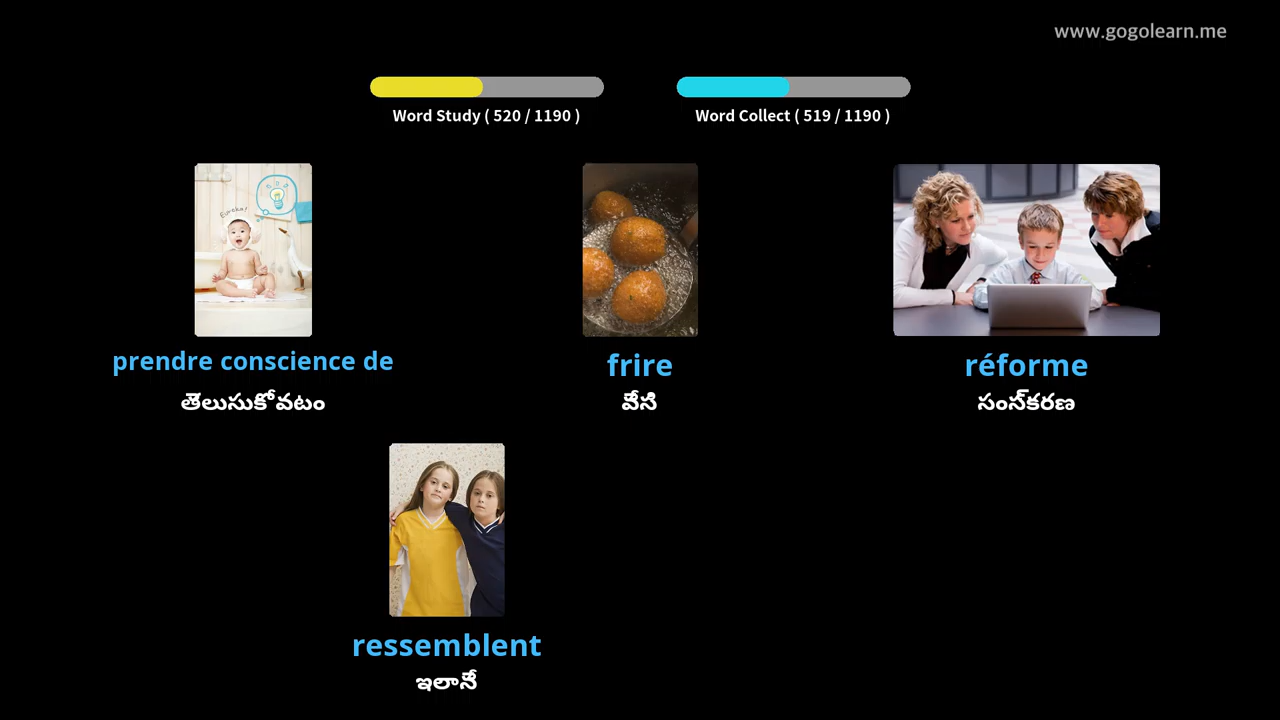 www.gogolearn.me
Word Study ( 520 / 1190 )
Word Collect ( 519 / 1190 )
Eureka!
prendre conscience de
frire
réforme
తెలుసుకోవటం
వేసి
సంస్కరణ
ressemblent
ఇలానే